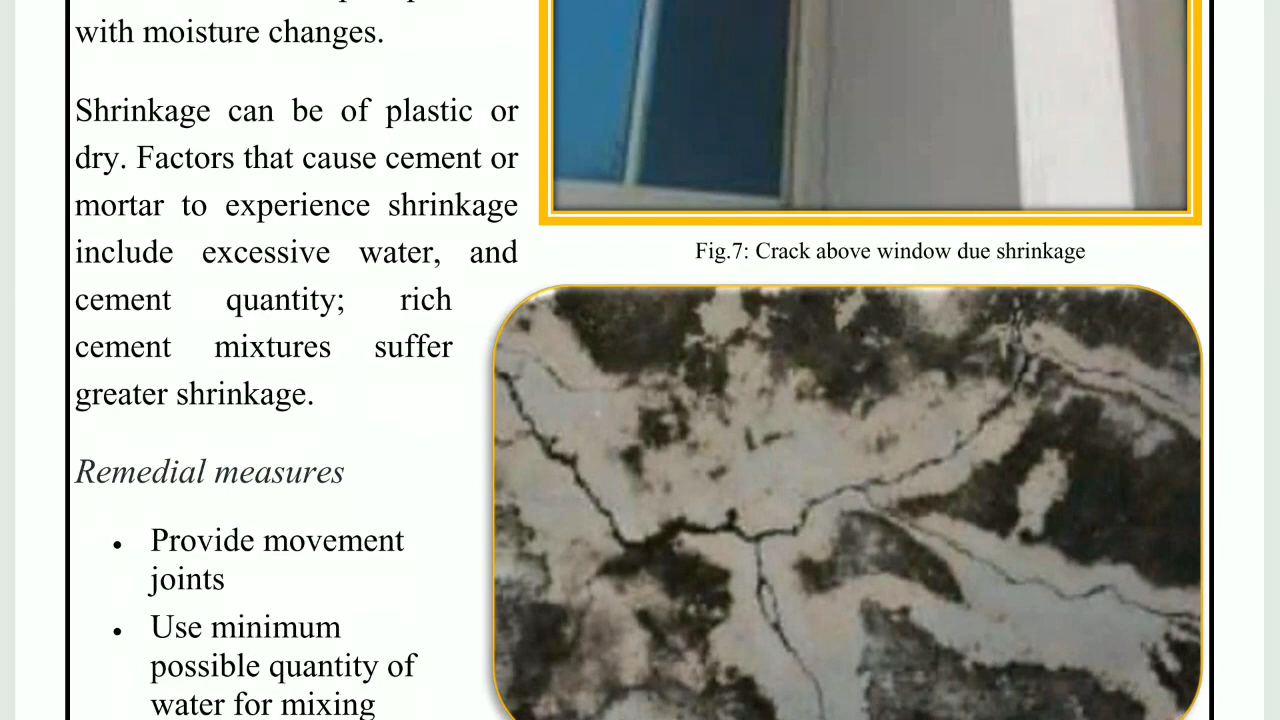 with moisture changes.
Shrinkage can be of plastic or
dry. Factors that cause cement or
mortar to experience shrinkage
include excessive water, and
cement quantity; rich
cement mixtures suffer
greater shrinkage.
Remedial measures
• Provide movement
joints
• Use minimum
possible quantity of
water for mixing
Fig.7: Crack above window due shrinkage